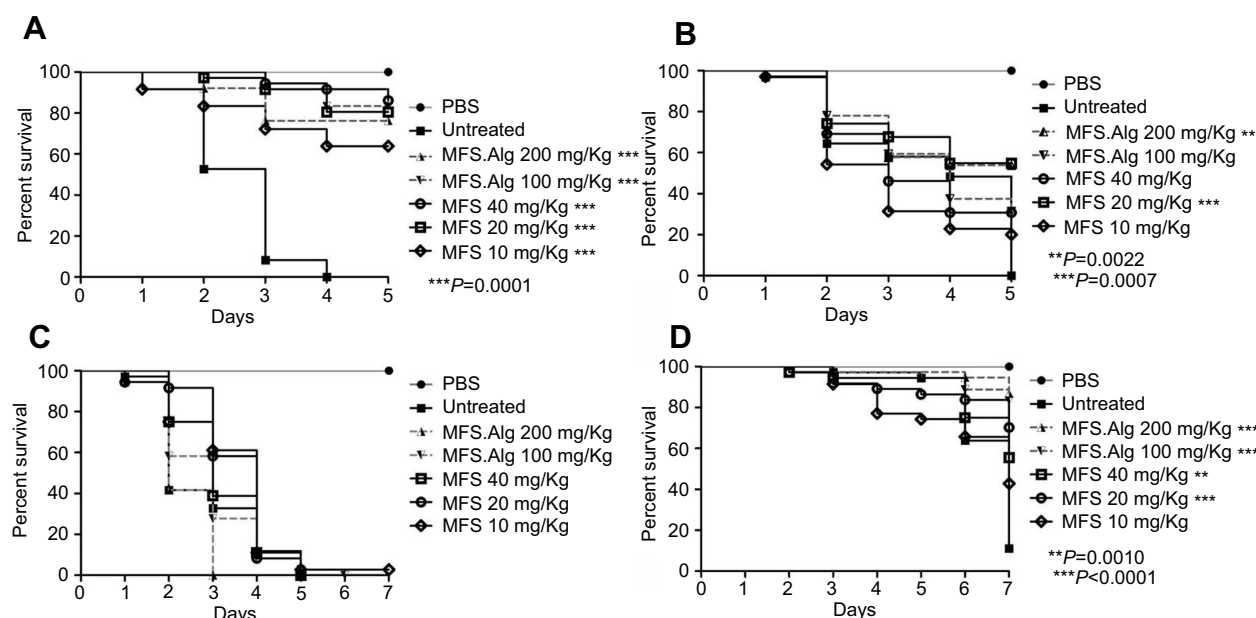 A
Percent survival
100
80
60
40
20
0
0 1 2 3 4 5
Days
PBS
Untreated
MFS.Alg 200 mg/Kg ***
MFS.Alg 100 mg/Kg ***
MFS 40 mg/Kg ***
MFS 20 mg/Kg ***
MFS 10 mg/Kg ***
***P=0.0001
B
Percent survival
100
80
60
40
20
0
0 1 2 3 4 5
Days
PBS
Untreated
MFS.Alg 200 mg/Kg **
MFS.Alg 100 mg/Kg
MFS 40 mg/Kg
MFS 20 mg/Kg ***
MFS 10 mg/Kg
**P=0.0022
***P=0.0007
C
Percent survival
100
80
60
40
20
0
0 1 2 3 4 5 6 7
Days
PBS
Untreated
MFS.Alg 200 mg/Kg
MFS.Alg 100 mg/Kg
MFS 40 mg/Kg
MFS 20 mg/Kg
MFS 10 mg/Kg
D
Percent survival
100
80
60
40
20
0
0 1 2 3 4 5 6 7
Days
PBS
Untreated
MFS.Alg 200 mg/Kg ***
MFS.Alg 100 mg/Kg ***
MFS 40 mg/Kg **
MFS 20 mg/Kg ***
MFS 10 mg/Kg
**P=0.0010
***P<0.0001